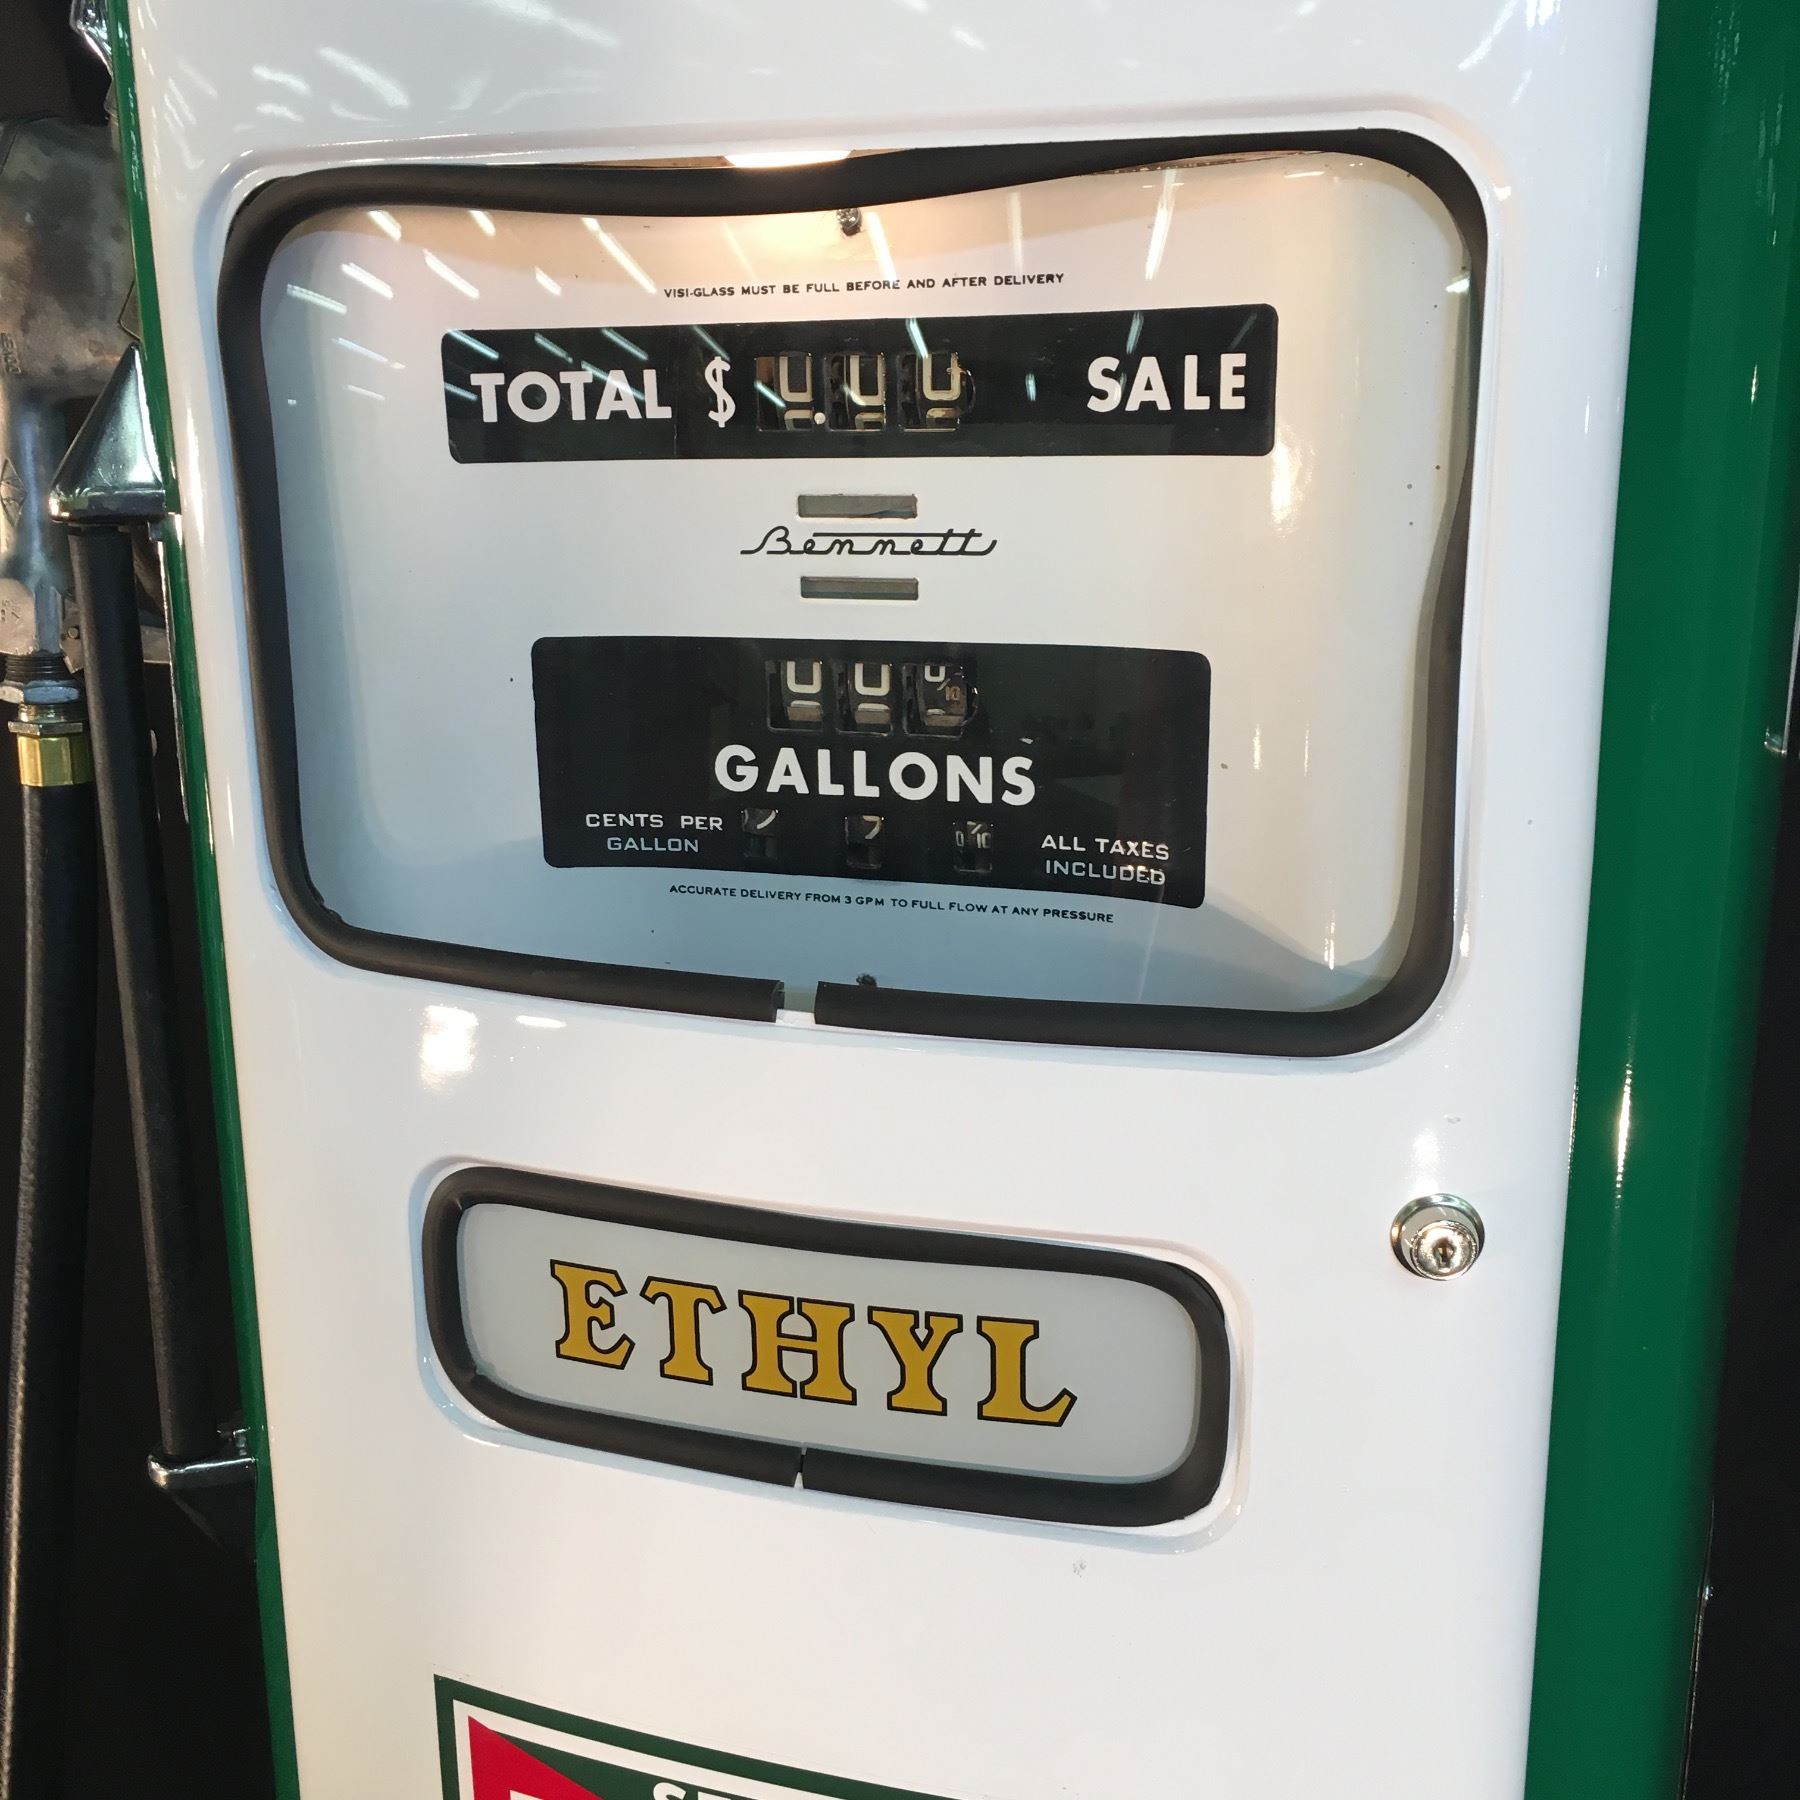 VISI-GLASS MUST BE FULL BEFORE AND AFTER DELIVERY
TOTAL $ SALE
Bennett
GALLONS
CENTS PER GALLON
ALL TAXES INCLUDED
ACCURATE DELIVERY FROM 3 GPM TO FULL FLOW AT ANY PRESSURE
ETHYL